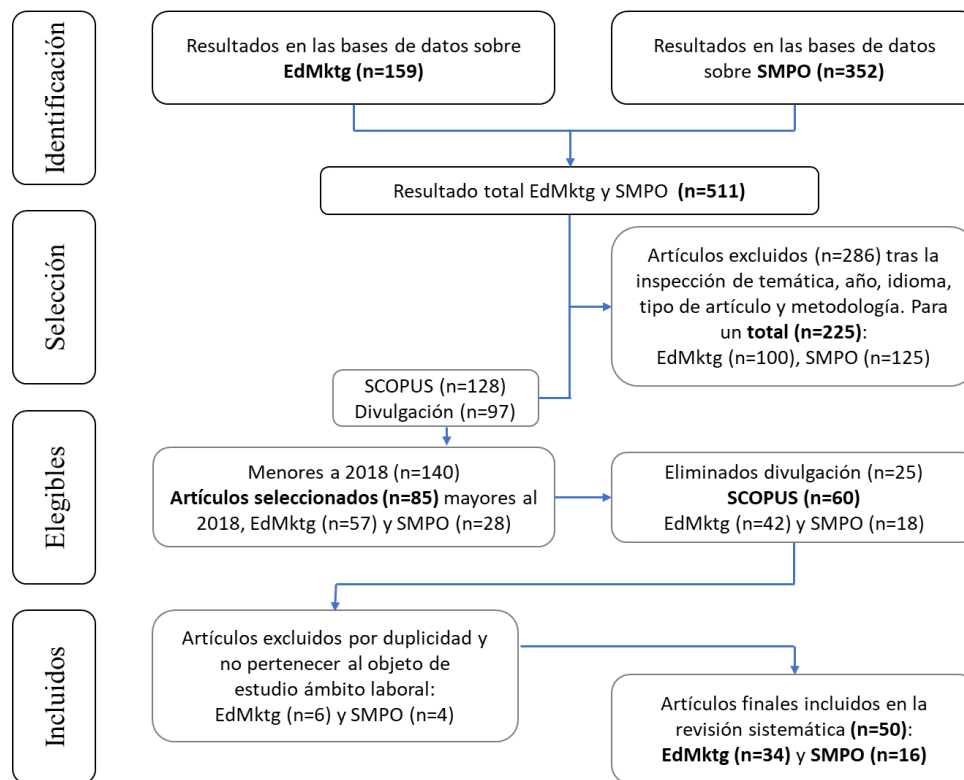 Identificación
Resultados en las bases de datos sobre
EdMktg (n=159)
Resultados en las bases de datos
sobre SMPO (n=352)
Resultado total EdMktg y SMPO (n=511)
Selección
Artículos excluidos (n=286) tras la
inspección de temática, año, idioma,
tipo de artículo y metodología. Para
un total (n=225):
EdMktg (n=100), SMPO (n=125)
SCOPUS (n=128)
Divulgación (n=97)
Elegibles
Menores a 2018 (n=140)
Artículos seleccionados (n=85) mayores al
2018, EdMktg (n=57) y SMPO (n=28)
Eliminados divulgación (n=25)
SCOPUS (n=60)
EdMktg (n=42) y SMPO (n=18)
Incluidos
Artículos excluidos por duplicidad y
no pertenecer al objeto de
estudio ámbito laboral:
EdMktg (n=6) y SMPO (n=4)
Artículos finales incluidos en la
revisión sistemática (n=50):
EdMktg (n=34) y SMPO (n=16)